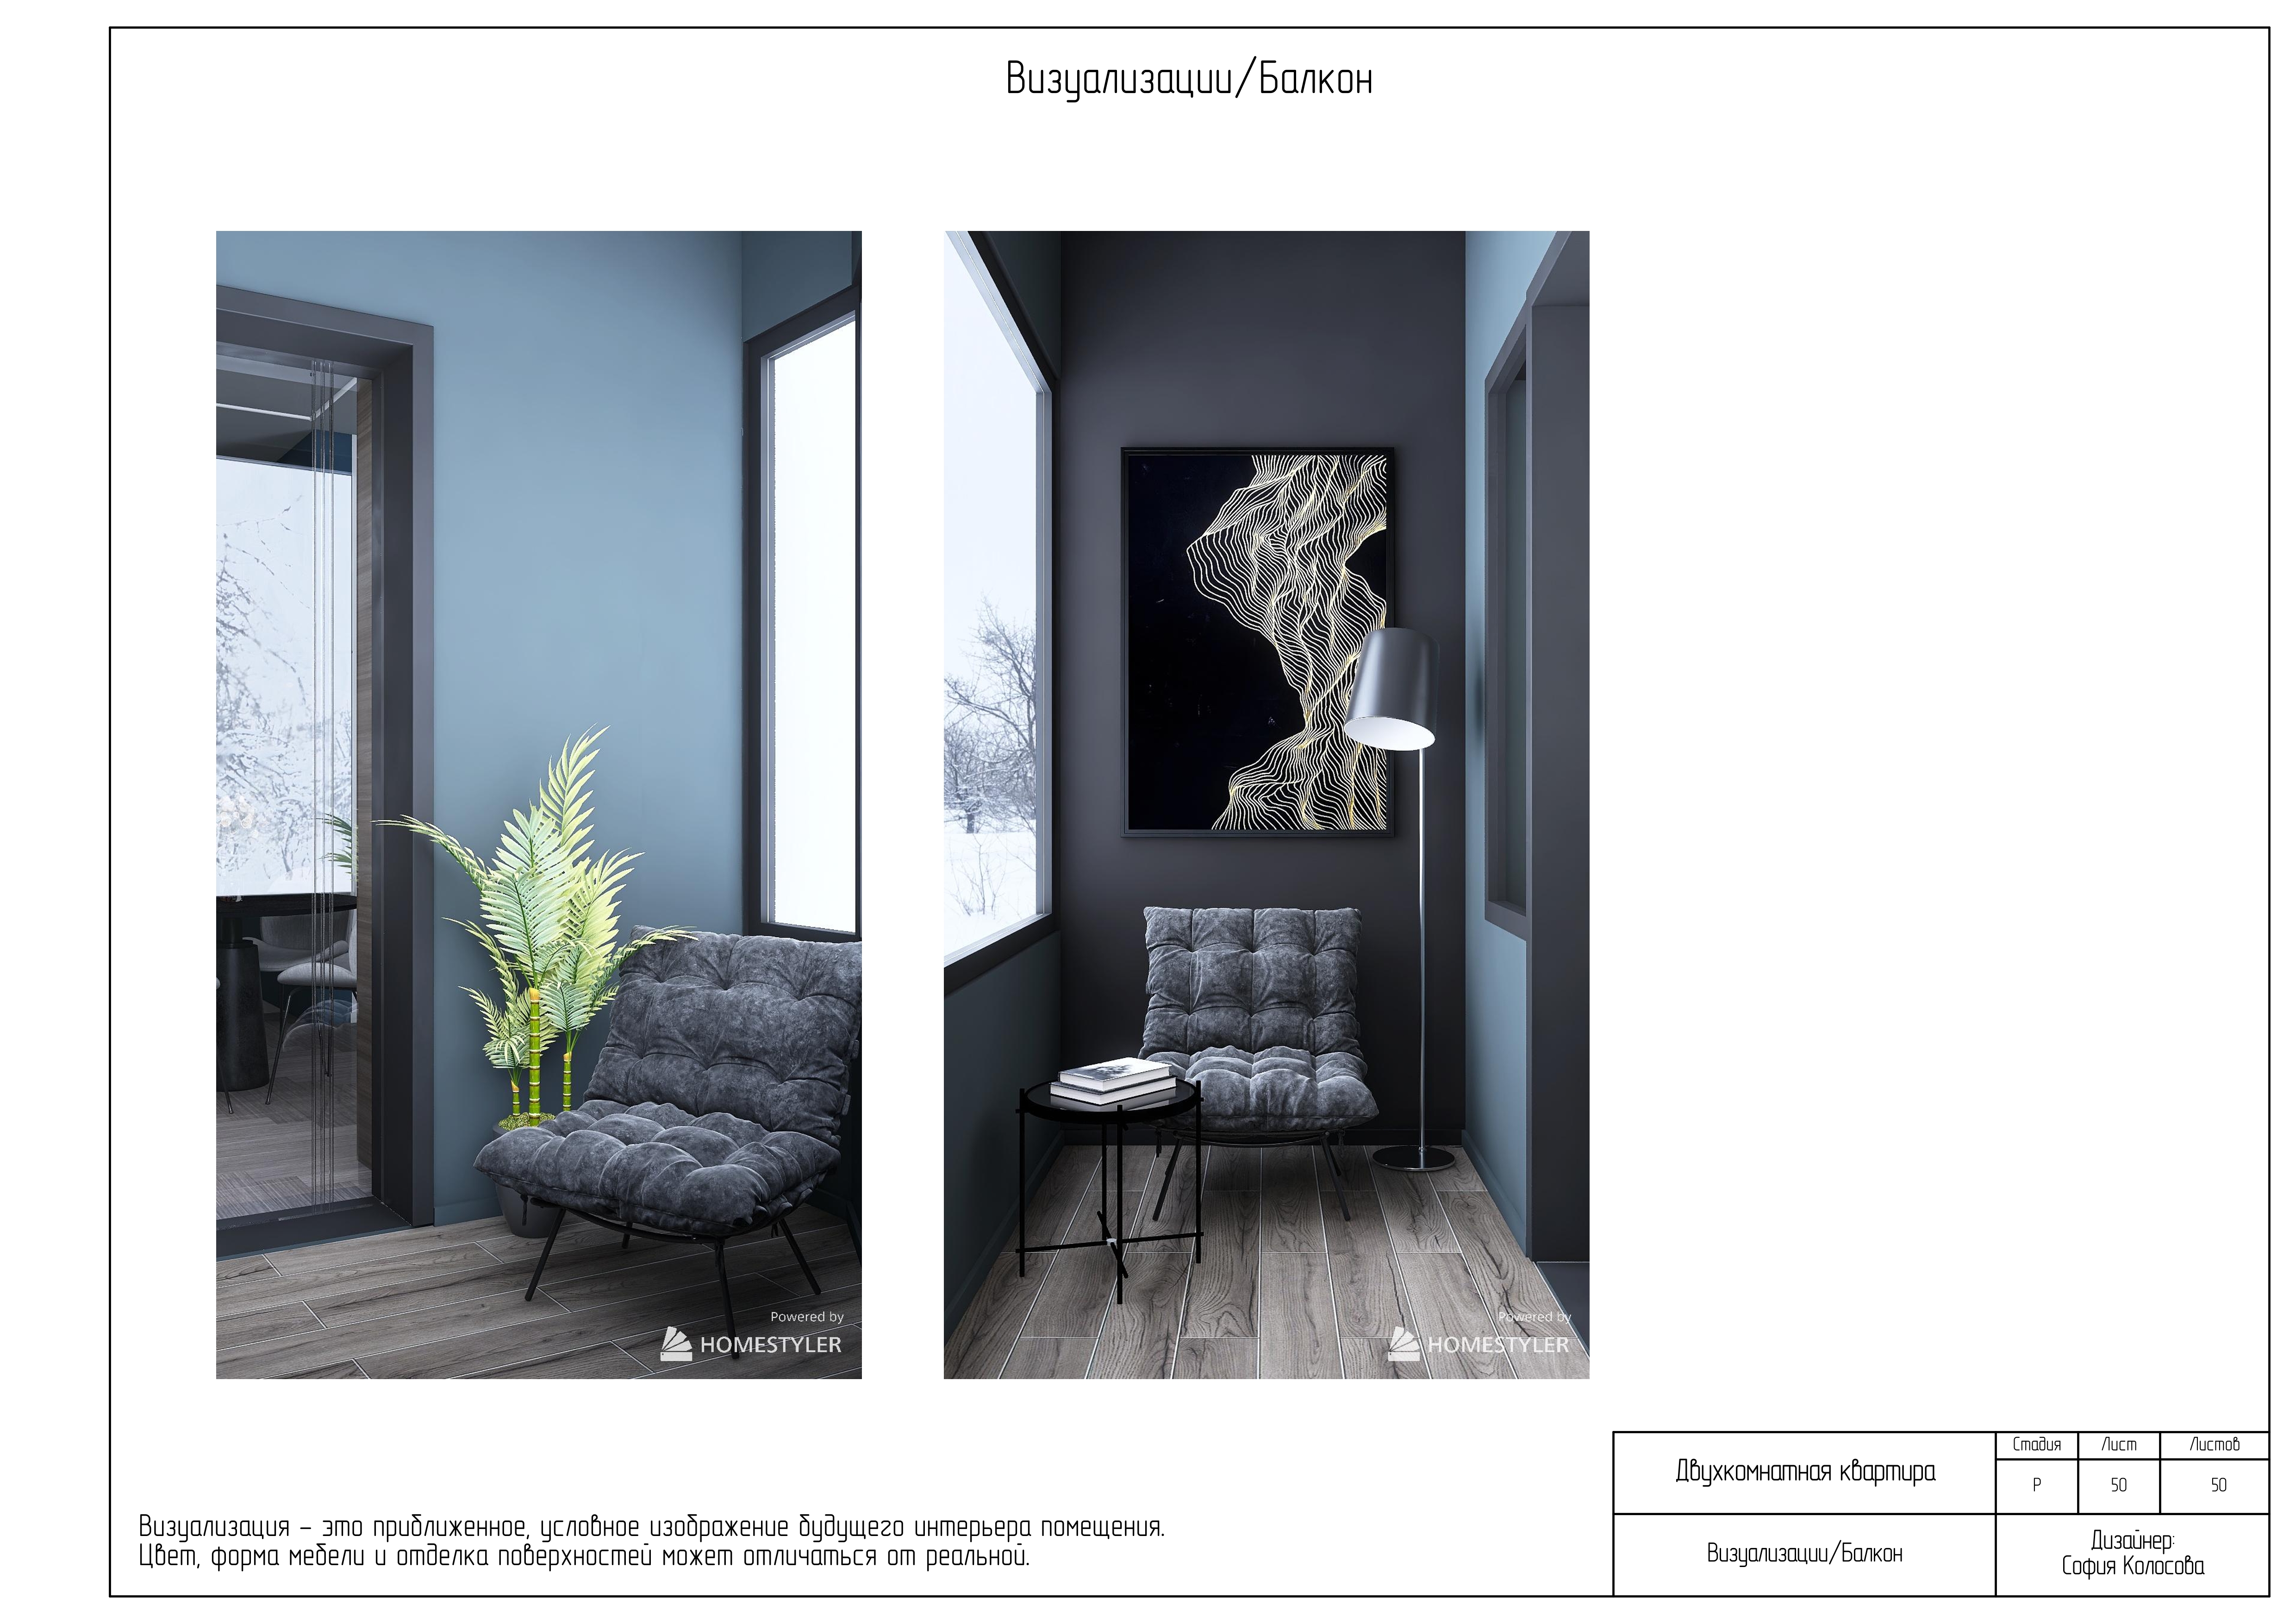 Визуализации/Балкон
Powered by
HOMESTYLER
Powered by
HOMESTYLER
Визуализация – это приближенное, условное изображение будущего интерьера помещения.
Цвет, форма мебели и отделка поверхностей может отличаться от реальной.
Двухкомнатная квартира
Стадия Лист Листов
Р 50 50
Визуализации/Балкон
Дизайнер:
София Колосова